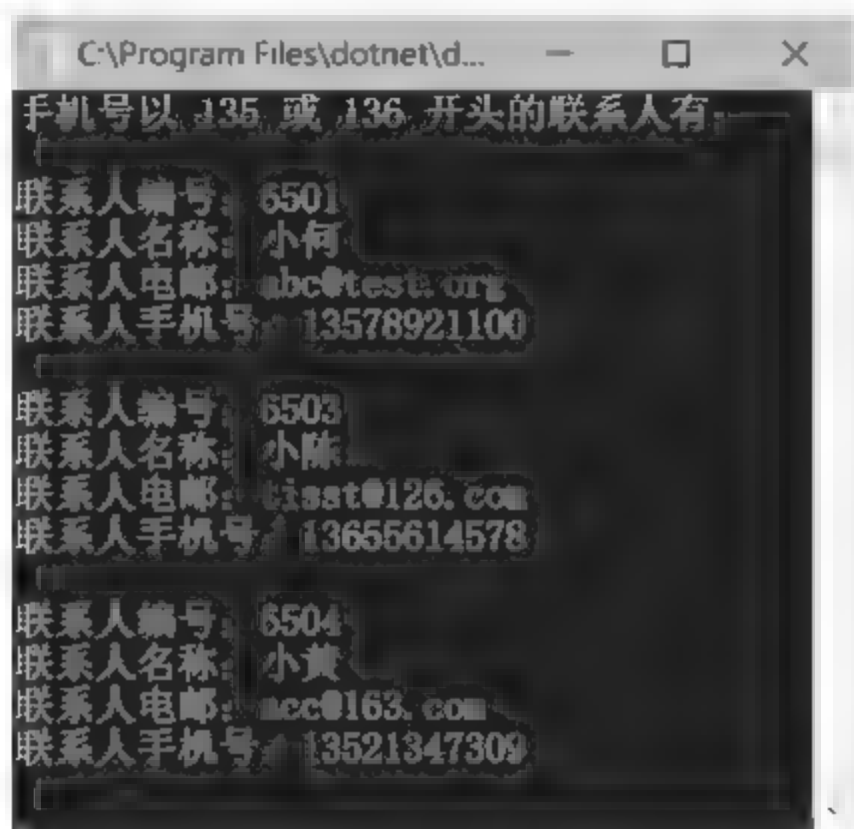 C:\Program Files\dotnet\d...
手机号以 135 或 136 开头的联系人有:
联系人编号: 6501
联系人名称: 小何
联系人电邮: abc@test.org
联系人手机号: 13578921100
联系人编号: 6503
联系人名称: 小陈
联系人电邮: @126.com
联系人手机号: 13655614578
联系人编号: 6504
联系人名称: 小黄
联系人电邮: @163.com
联系人手机号: 13521347309